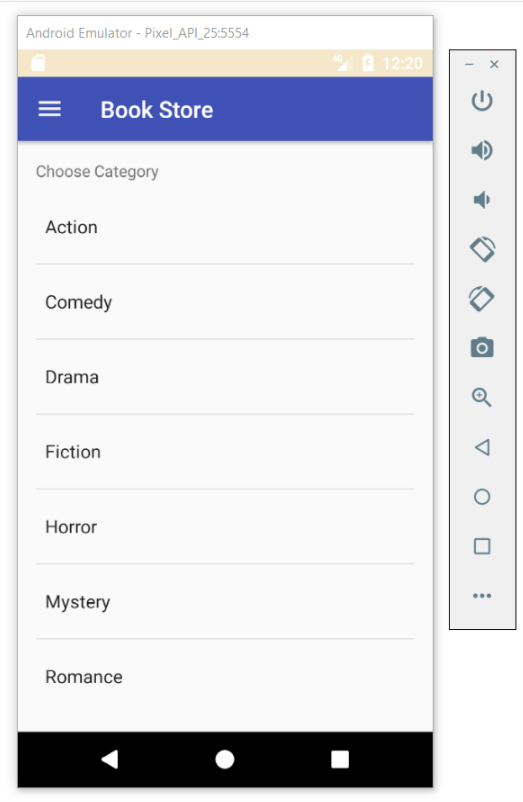 Android Emulator - Pixel_API_25:5554
4G 12:20
Book Store
Choose Category
Action
Comedy
Drama
Fiction
Horror
Mystery
Romance